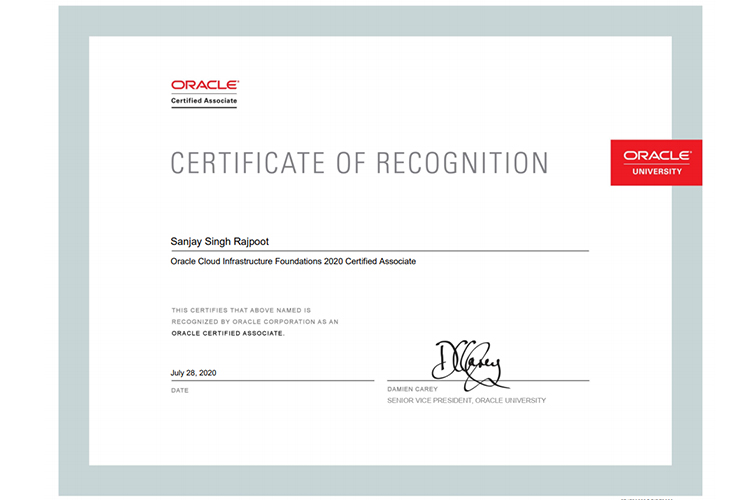 ORACLE®
Certified Associate
CERTIFICATE OF RECOGNITION
ORACLE®
UNIVERSITY
Sanjay Singh Rajpoot
Oracle Cloud Infrastructure Foundations 2020 Certified Associate
THIS CERTIFIES THAT ABOVE NAMED IS
RECOGNIZED BY ORACLE CORPORATION AS AN
ORACLE CERTIFIED ASSOCIATE.
July 28, 2020
DATE
DCarey
DAMIEN CAREY
SENIOR VICE PRESIDENT, ORACLE UNIVERSITY